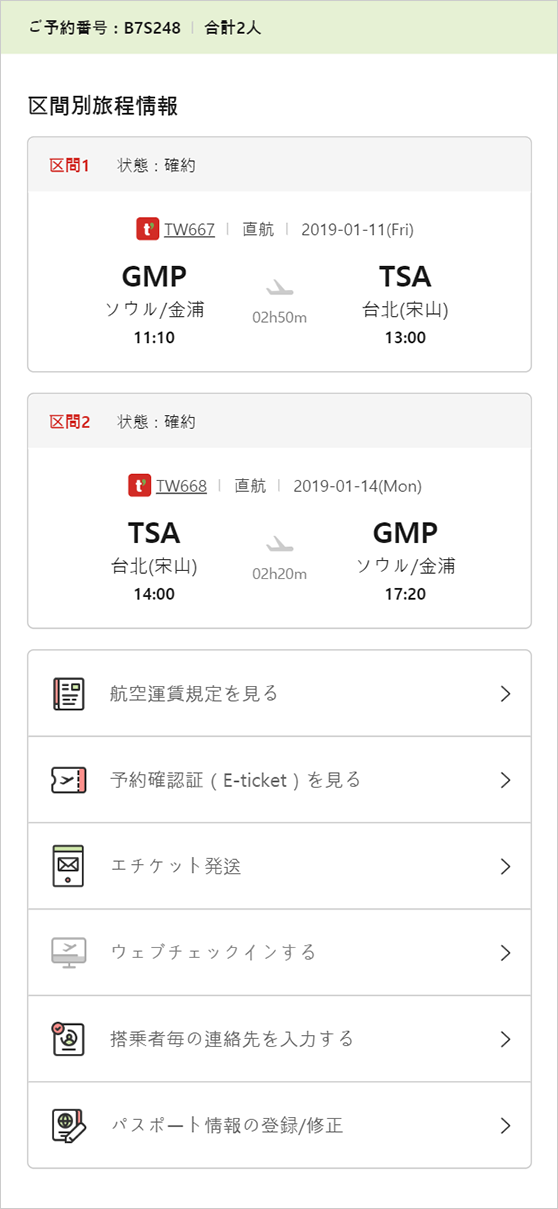 ご予約番号 : B7S248 | 合計2人
区間別旅程情報
区間1 状態 : 確約
t' TW667 | 直航 | 2019-01-11(Fri)
GMP TSA
ソウル/金浦 台北(宋山)
02h50m
11:10 13:00
区間2 状態 : 確約
t' TW668 | 直航 | 2019-01-14(Mon)
TSA GMP
台北(宋山) ソウル/金浦
02h20m
14:00 17:20
航空運賃規定を見る
予約確認証 ( E-ticket ) を見る
エチケット発送
ウェブチェックインする
搭乗者毎の連絡先を入力する
パスポート情報の登録/修正